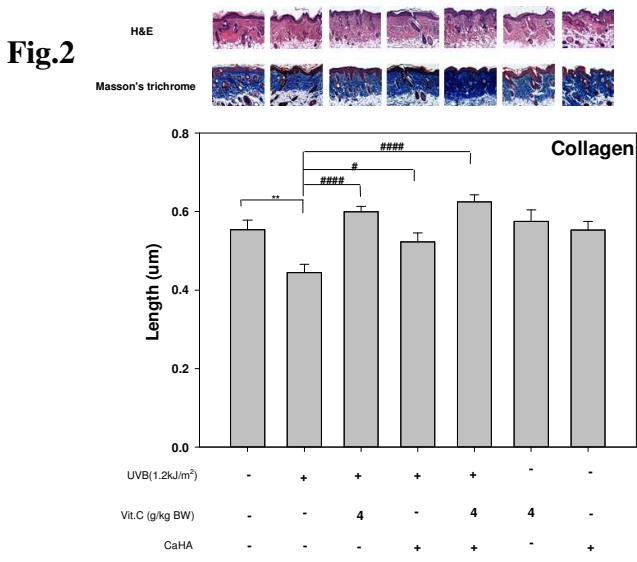 H&E
Fig.2
Masson's trichrome
Collagen
####
#
####
**
Length (um)
0.8
0.6
0.4
0.2
0.0
UVB(1.2kJ/m²) - + + + + - -
Vit.C (g/kg BW) - - 4 - 4 4 -
CaHA - - - + + - +